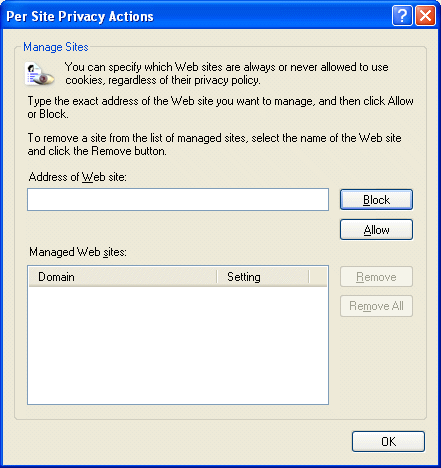 Per Site Privacy Actions
?
Manage Sites
You can specify which Web sites are always or never allowed to use
cookies, regardless of their privacy policy.
Type the exact address of the Web site you want to manage, and then click Allow
or Block.
To remove a site from the list of managed sites, select the name of the Web site
and click the Remove button.
Address of Web site:
Block
Allow
Managed Web sites:
Domain Setting
Remove
Remove All
OK